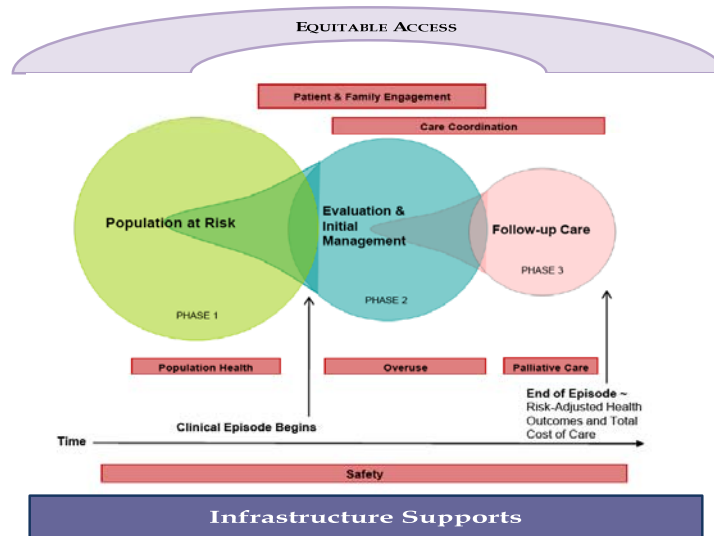 EQUITABLE ACCESS
Patient & Family Engagement
Care Coordination
Population at Risk
Evaluation &
Initial
Management
Follow-up Care
PHASE 3
PHASE 2
PHASE 1
Population Health
Overuse
Palliative Care
End of Episode ~
Risk-Adjusted Health
Outcomes and Total
Cost of Care
Clinical Episode Begins
Time
Safety
Infrastructure Supports